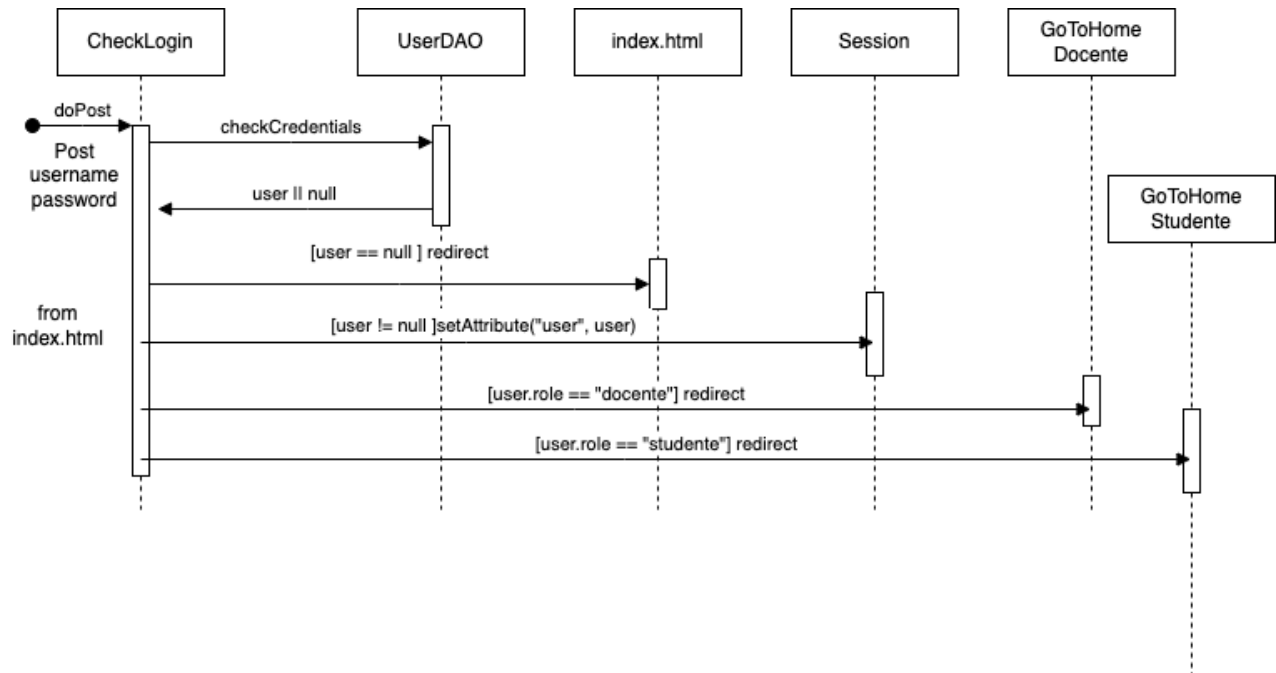 CheckLogin
UserDAO
index.html
Session
GoToHome
Docente
doPost
Post
username
password
checkCredentials
user || null
GoToHome
Studente
[user == null ] redirect
from
index.html
[user != null ]setAttribute("user", user)
[user.role == "docente"] redirect
[user.role == "studente"] redirect